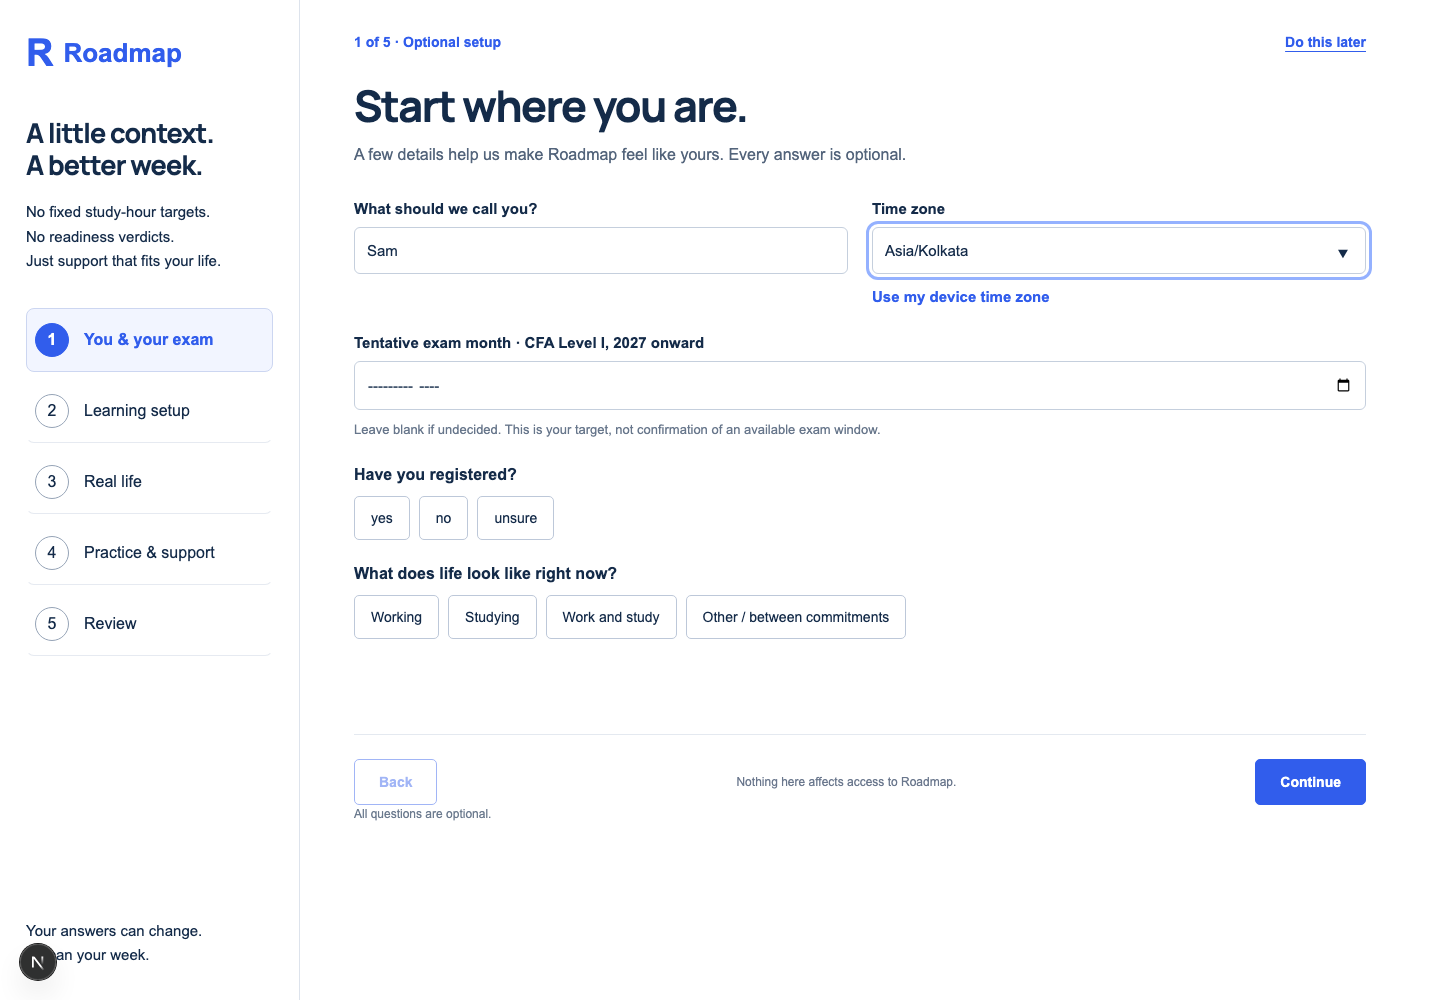 R Roadmap
A little context.
A better week.
No fixed study-hour targets.
No readiness verdicts.
Just support that fits your life.
1 You & your exam
2 Learning setup
3 Real life
4 Practice & support
5 Review
Your answers can change.
an your week.
N
1 of 5 · Optional setup
Do this later
Start where you are.
A few details help us make Roadmap feel like yours. Every answer is optional.
What should we call you?
Sam
Time zone
Asia/Kolkata
Use my device time zone
Tentative exam month · CFA Level I, 2027 onward
--------- ----
Leave blank if undecided. This is your target, not confirmation of an available exam window.
Have you registered?
yes no unsure
What does life look like right now?
Working Studying Work and study Other / between commitments
Back
Nothing here affects access to Roadmap.
Continue
All questions are optional.